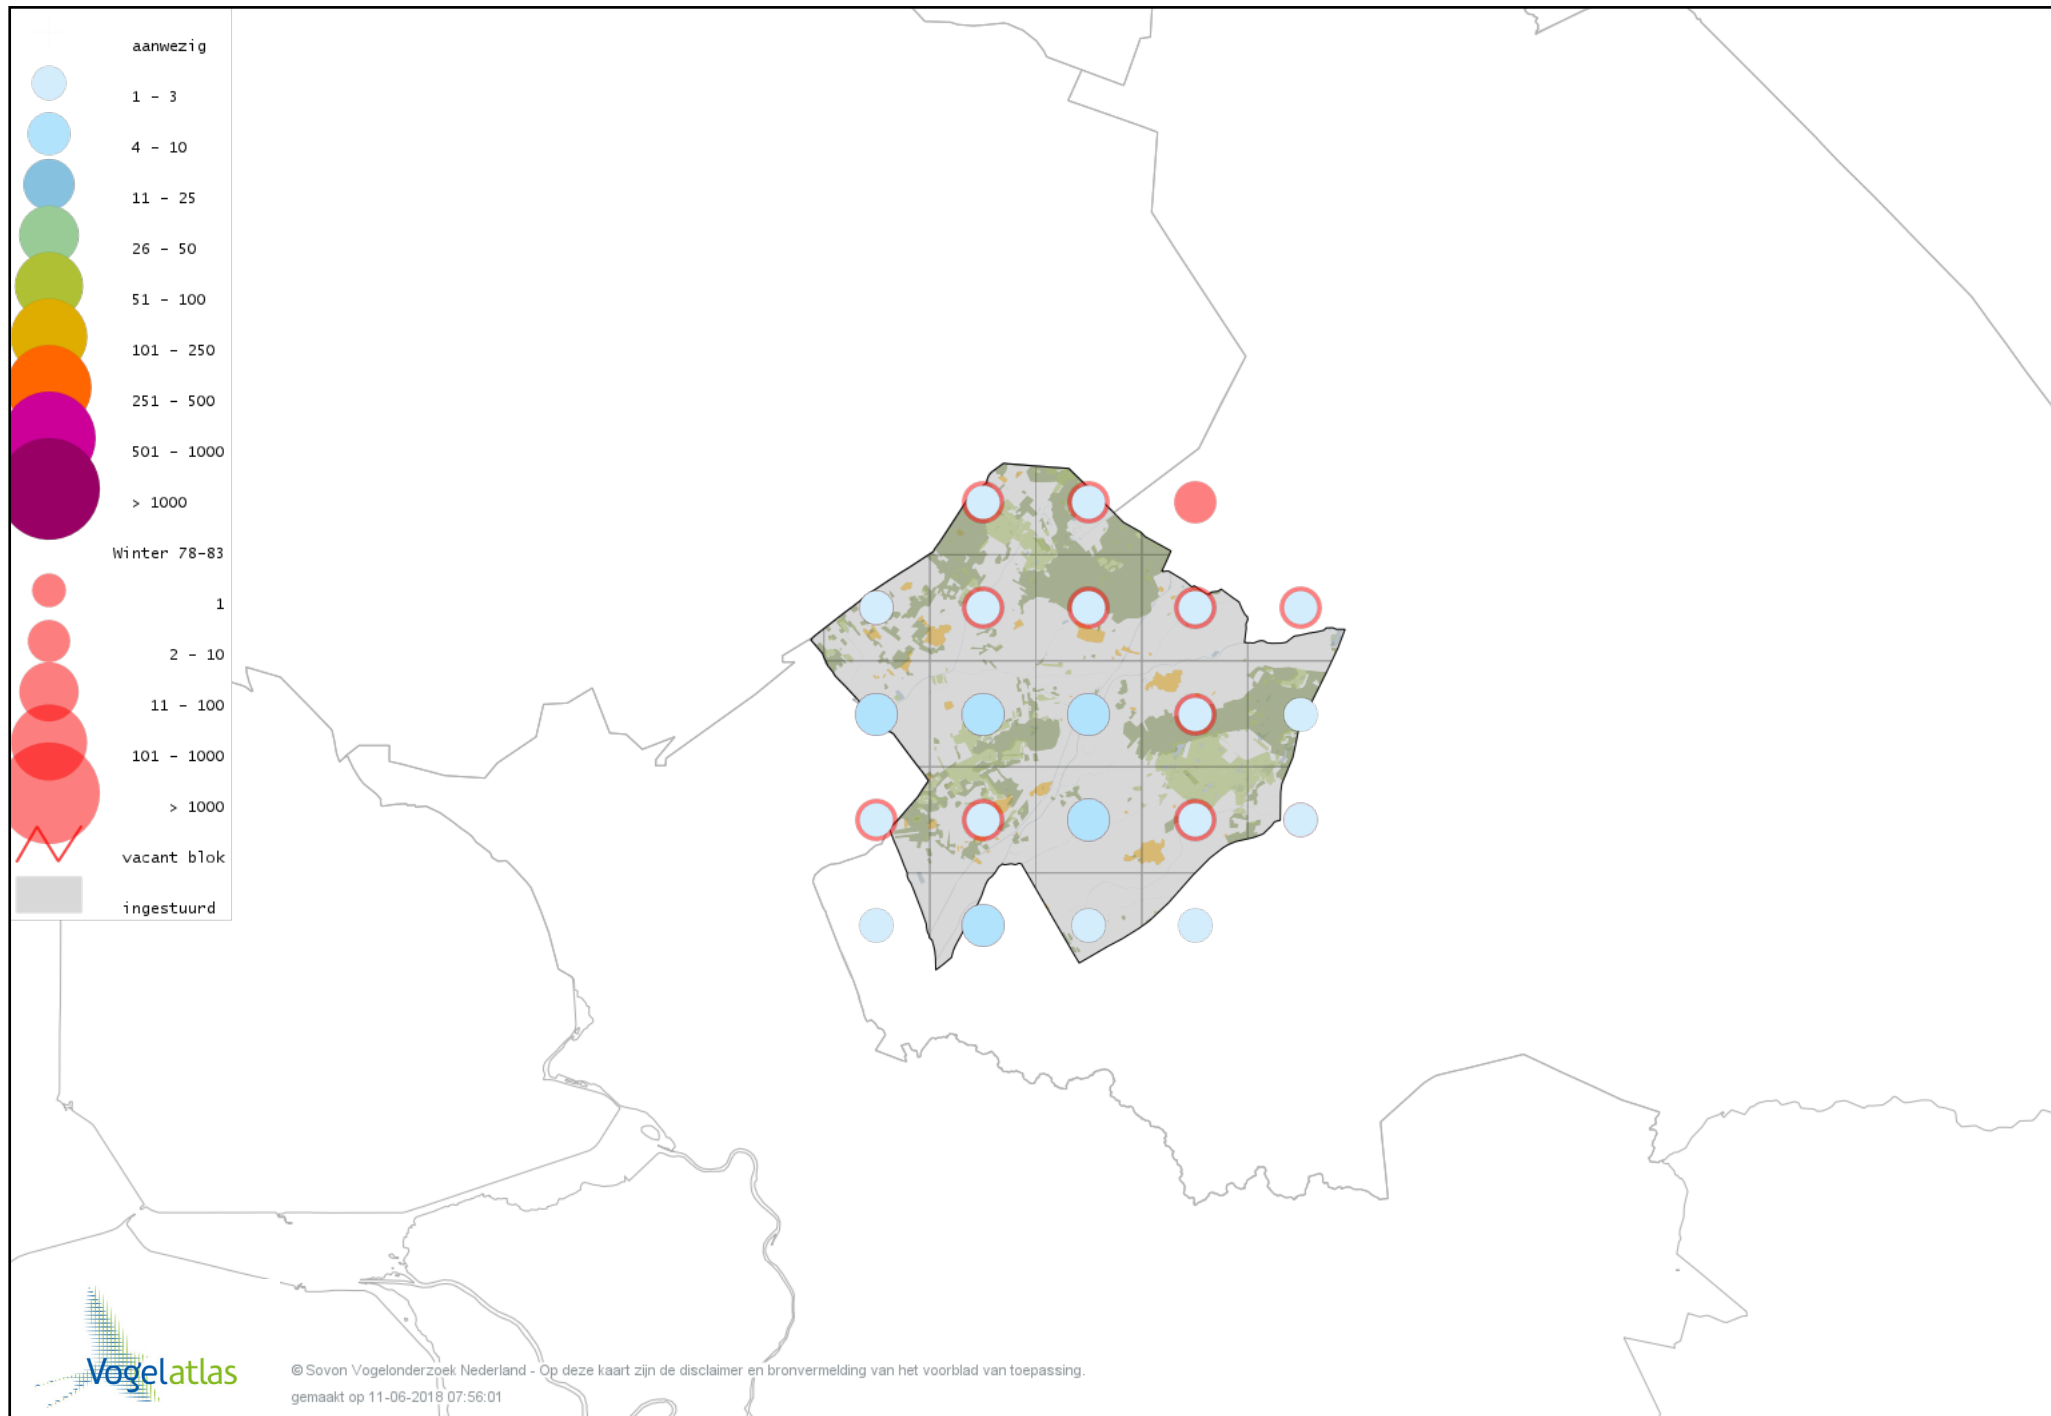 aanwezig
1 – 3
4 – 10
11 – 25
26 – 50
51 – 100
101 – 250
251 – 500
501 – 1000
> 1000
Winter 78-83
1
2 – 10
11 – 100
101 – 1000
> 1000
vacant blok
ingestuurd
Vogelatlas
© Sovon Vogelonderzoek Nederland - Op deze kaart zijn de disclaimer en bronvermelding van het voorblad van toepassing.
gemaakt op 11-06-2018 07:56:01